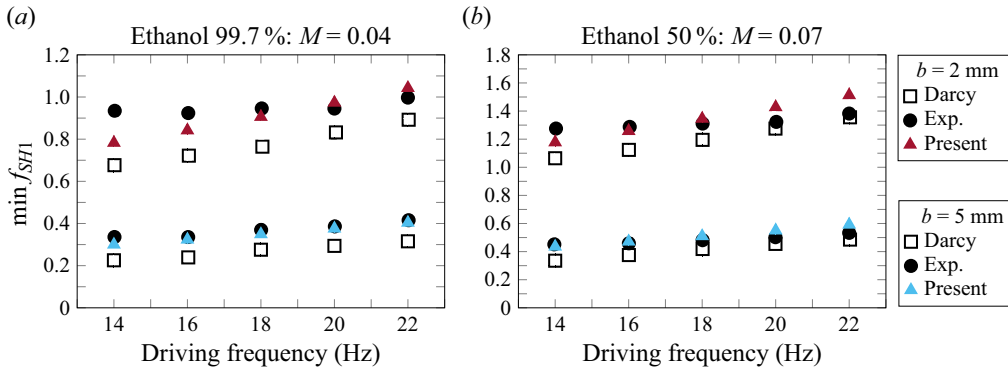 (a)
Ethanol 99.7 %: M = 0.04
min f_SH1
1.2
1.0
0.8
0.6
0.4
0.2
0
14 16 18 20 22
Driving frequency (Hz)
(b)
Ethanol 50 %: M = 0.07
1.8
1.6
1.4
1.2
1.0
0.8
0.6
0.4
0.2
0
14 16 18 20 22
Driving frequency (Hz)
b = 2 mm
Darcy
Exp.
Present
b = 5 mm
Darcy
Exp.
Present